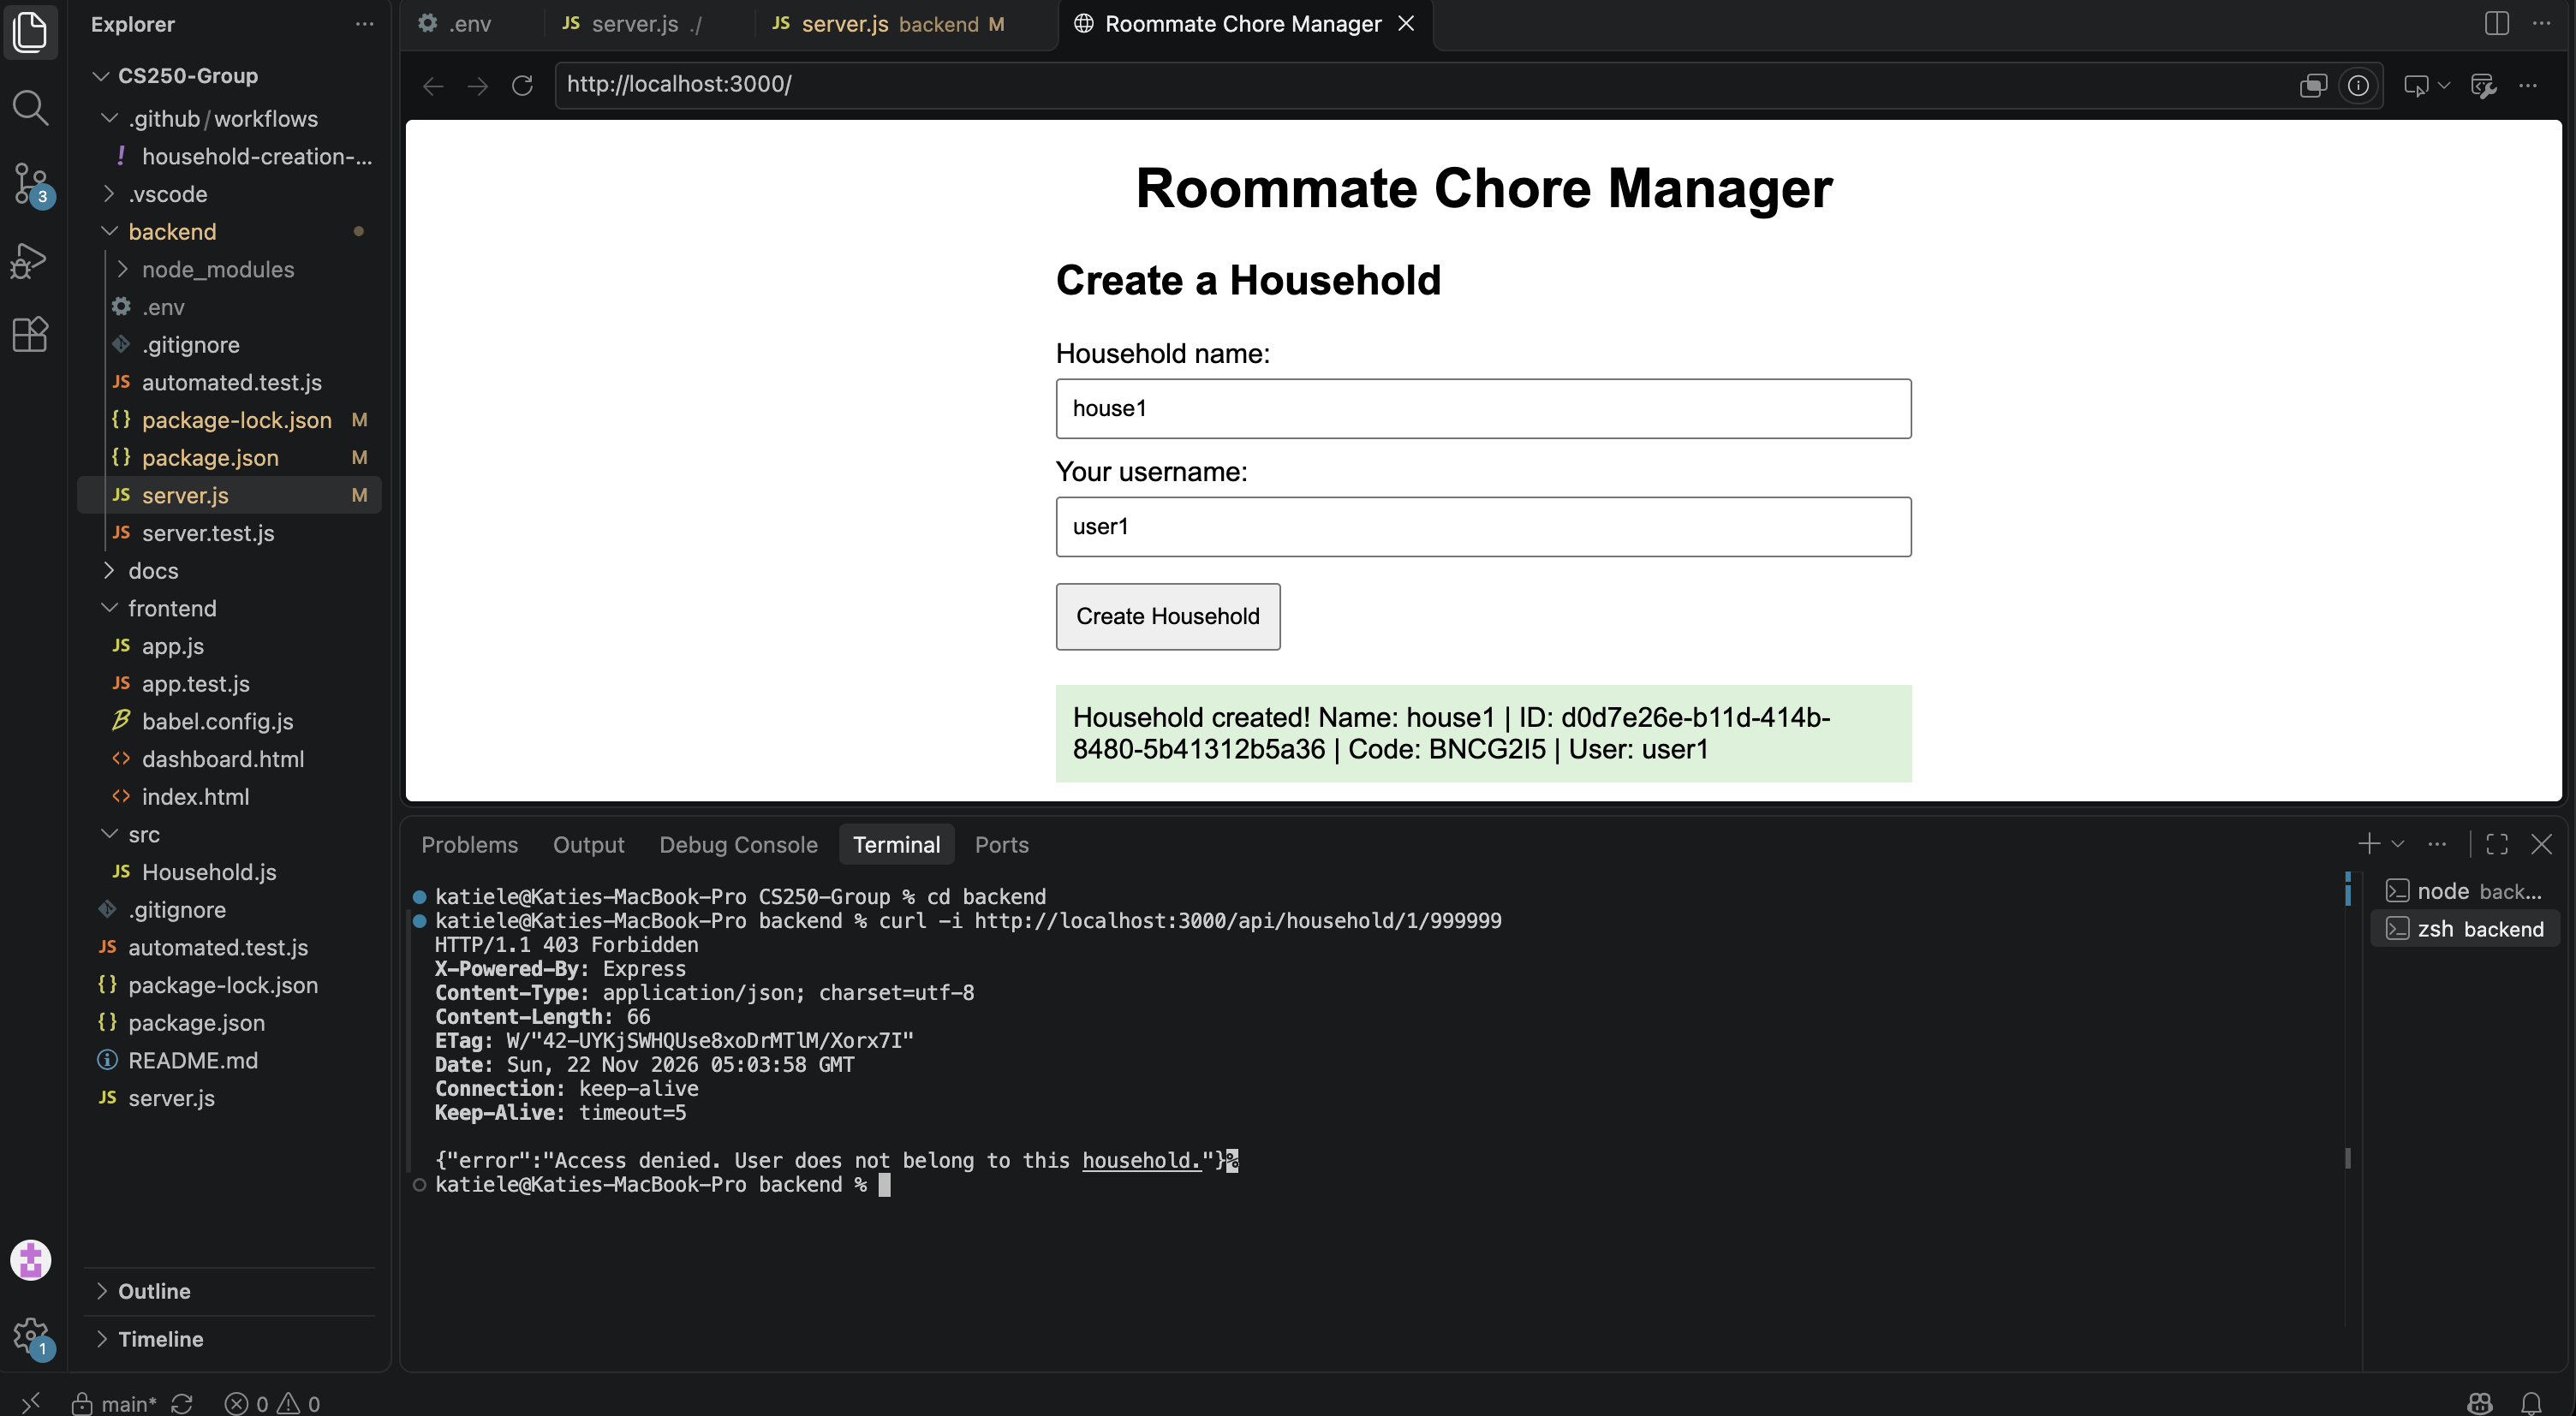 Explorer
CS250-Group
.github/workflows
household-creation-...
.vscode
backend
node_modules
.env
.gitignore
automated.test.js
package-lock.json M
package.json M
server.js M
server.test.js
docs
frontend
app.js
app.test.js
babel.config.js
dashboard.html
index.html
src
Household.js
.gitignore
automated.test.js
package-lock.json
package.json
README.md
server.js
Outline
Timeline
3
1
.env
server.js ./
server.js backend M
Roommate Chore Manager
http://localhost:3000/
Roommate Chore Manager
Create a Household
Household name:
house1
Your username:
user1
Create Household
Household created! Name: house1 | ID: d0d7e26e-b11d-414b-
8480-5b41312b5a36 | Code: BNCG2I5 | User: user1
Problems Output Debug Console Terminal Ports
katiele@Katies-MacBook-Pro CS250-Group % cd backend
katiele@Katies-MacBook-Pro backend % curl -i http://localhost:3000/api/household/1/999999
HTTP/1.1 403 Forbidden
X-Powered-By: Express
Content-Type: application/json; charset=utf-8
Content-Length: 66
ETag: W/"42-UYKjSWHQUse8xoDrMTlM/Xorx7I"
Date: Sun, 22 Nov 2026 05:03:58 GMT
Connection: keep-alive
Keep-Alive: timeout=5
{"error":"Access denied. User does not belong to this household."}%
katiele@Katies-MacBook-Pro backend %
node back...
zsh backend
main* 0 0